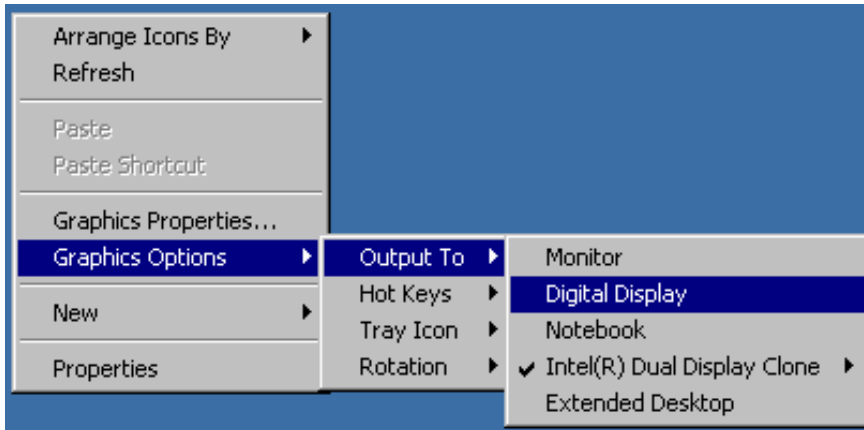 Arrange Icons By
Refresh
Paste
Paste Shortcut
Graphics Properties...
Graphics Options
New
Properties
Output To
Hot Keys
Tray Icon
Rotation
Monitor
Digital Display
Notebook
Intel(R) Dual Display Clone
Extended Desktop